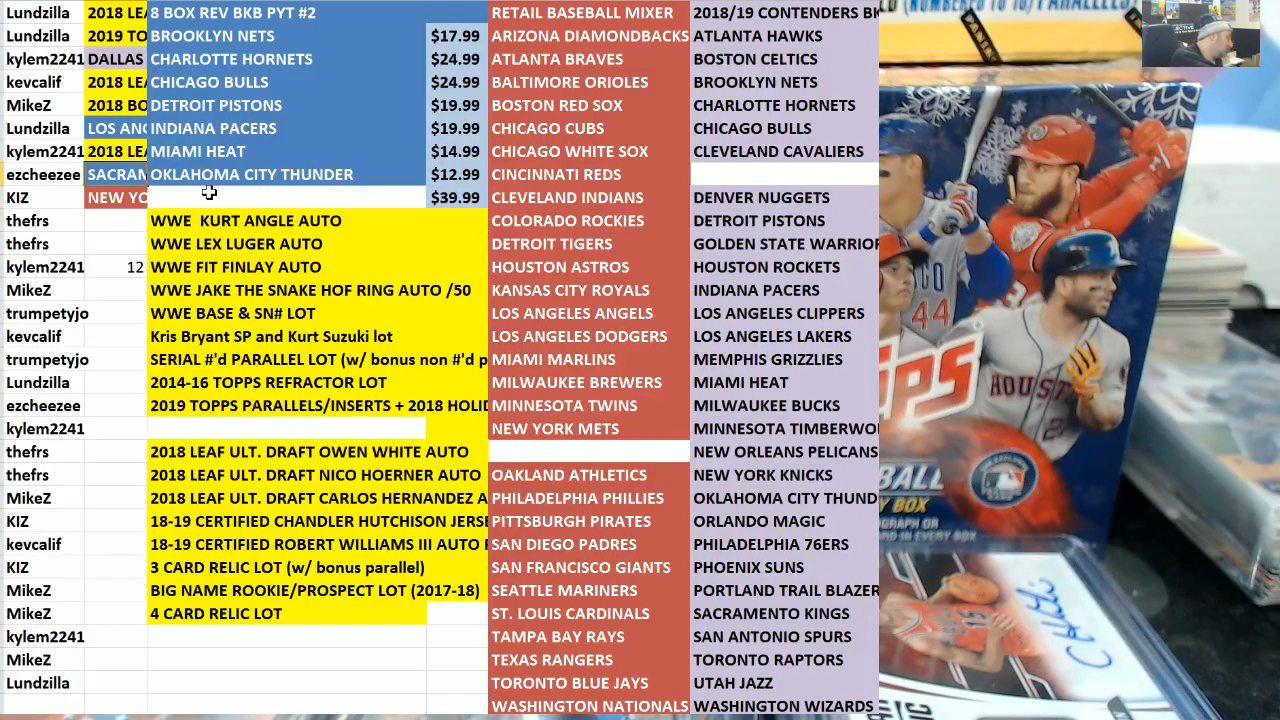 Lundzilla 2018 LEA 8 BOX REV BKB PYT #2 RETAIL BASEBALL MIXER 2018/19 CONTENDERS BK
Lundzilla 2019 TO BROOKLYN NETS $17.99 ARIZONA DIAMONDBACKS ATLANTA HAWKS
kylem2241 DALLAS CHARLOTTE HORNETS $24.99 ATLANTA BRAVES BOSTON CELTICS
kevcalif 2018 LEA CHICAGO BULLS $24.99 BALTIMORE ORIOLES BROOKLYN NETS
MikeZ 2018 BO DETROIT PISTONS $19.99 BOSTON RED SOX CHARLOTTE HORNETS
Lundzilla LOS ANG INDIANA PACERS $19.99 CHICAGO CUBS CHICAGO BULLS
kylem2241 2018 LEA MIAMI HEAT $14.99 CHICAGO WHITE SOX CLEVELAND CAVALIERS
ezcheezee SACRAM OKLAHOMA CITY THUNDER $12.99 CINCINNATI REDS
KIZ NEW YO $39.99 CLEVELAND INDIANS DENVER NUGGETS
thefrs WWE KURT ANGLE AUTO COLORADO ROCKIES DETROIT PISTONS
thefrs WWE LEX LUGER AUTO DETROIT TIGERS GOLDEN STATE WARRIOR
kylem2241 12 WWE FIT FINLAY AUTO HOUSTON ASTROS HOUSTON ROCKETS
MikeZ WWE JAKE THE SNAKE HOF RING AUTO /50 KANSAS CITY ROYALS INDIANA PACERS
trumpetyjo WWE BASE & SN# LOT LOS ANGELES ANGELS LOS ANGELES CLIPPERS
kevcalif Kris Bryant SP and Kurt Suzuki lot LOS ANGELES DODGERS LOS ANGELES LAKERS
trumpetyjo SERIAL #'d PARALLEL LOT (w/ bonus non #'d p MIAMI MARLINS MEMPHIS GRIZZLIES
Lundzilla 2014-16 TOPPS REFRACTOR LOT MILWAUKEE BREWERS MIAMI HEAT
ezcheezee 2019 TOPPS PARALLELS/INSERTS + 2018 HOLID MINNESOTA TWINS MILWAUKEE BUCKS
kylem2241 NEW YORK METS MINNESOTA TIMBERWO
thefrs 2018 LEAF ULT. DRAFT OWEN WHITE AUTO NEW ORLEANS PELICANS
thefrs 2018 LEAF ULT. DRAFT NICO HOERNER AUTO OAKLAND ATHLETICS NEW YORK KNICKS
MikeZ 2018 LEAF ULT. DRAFT CARLOS HERNANDEZ A PHILADELPHIA PHILLIES OKLAHOMA CITY THUND
KIZ 18-19 CERTIFIED CHANDLER HUTCHISON JERSE PITTSBURGH PIRATES ORLANDO MAGIC
kevcalif 18-19 CERTIFIED ROBERT WILLIAMS III AUTO SAN DIEGO PADRES PHILADELPHIA 76ERS
KIZ 3 CARD RELIC LOT (w/ bonus parallel) SAN FRANCISCO GIANTS PHOENIX SUNS
MikeZ BIG NAME ROOKIE/PROSPECT LOT (2017-18) SEATTLE MARINERS PORTLAND TRAIL BLAZER
MikeZ 4 CARD RELIC LOT ST. LOUIS CARDINALS SACRAMENTO KINGS
kylem2241 TAMPA BAY RAYS SAN ANTONIO SPURS
MikeZ TEXAS RANGERS TORONTO RAPTORS
Lundzilla TORONTO BLUE JAYS UTAH JAZZ
WASHINGTON NATIONALS WASHINGTON WIZARDS
PANINI
44
HOUS
PPS
BALL
Y BOX